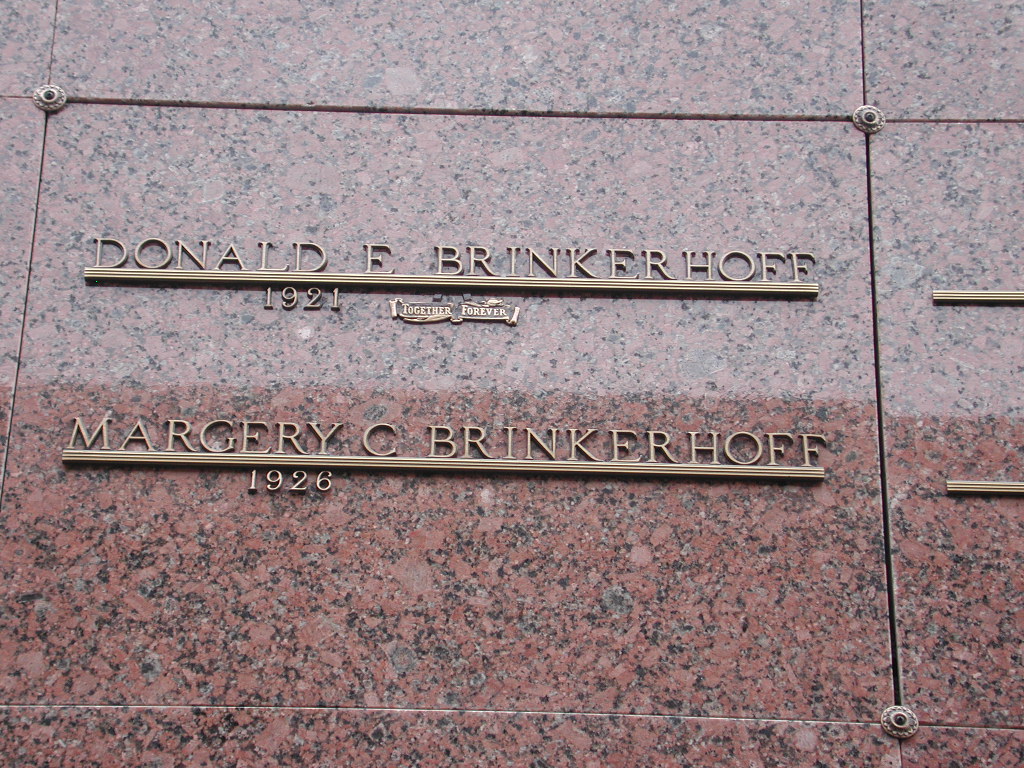 DONALD E BRINKERHOFF
1921
TOGETHER FOREVER
MARGERY C BRINKERHOFF
1926